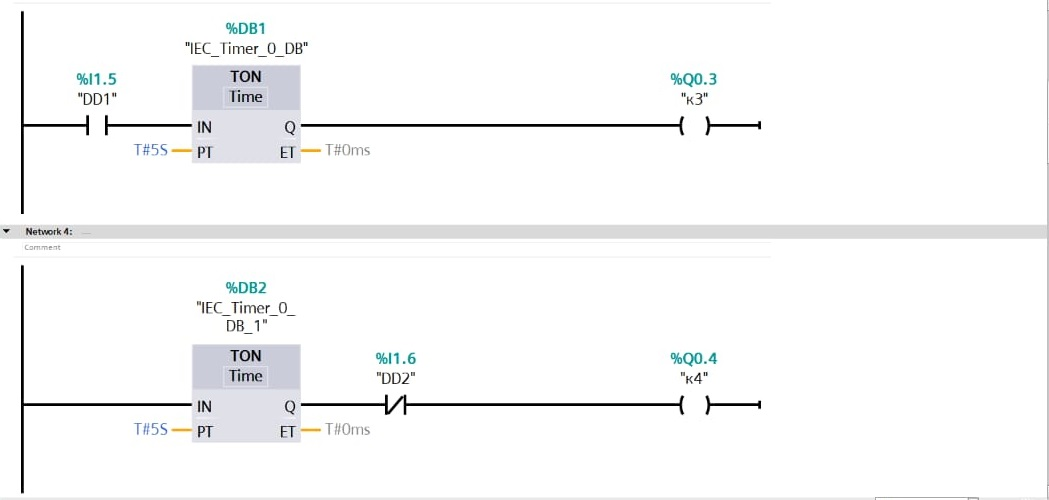 %DB1
"IEC_Timer_0_DB"
%I1.5
"DD1"
TON
Time
%Q0.3
"к3"
IN
Q
T#5S
PT
ET
T#0ms
Network 4:
Comment
%DB2
"IEC_Timer_0_
DB_1"
TON
Time
%I1.6
"DD2"
%Q0.4
"к4"
IN
Q
T#5S
PT
ET
T#0ms